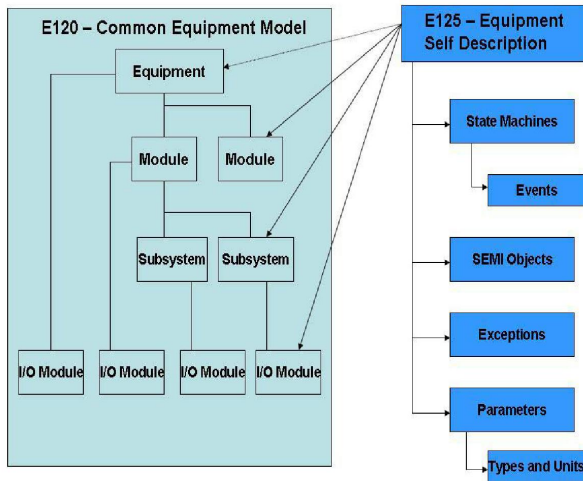 E120 – Common Equipment Model
Equipment
Module
Module
Subsystem
Subsystem
I/O Module
I/O Module
I/O Module
I/O Module
E125 – Equipment
Self Description
State Machines
Events
SEMI Objects
Exceptions
Parameters
Types and Units